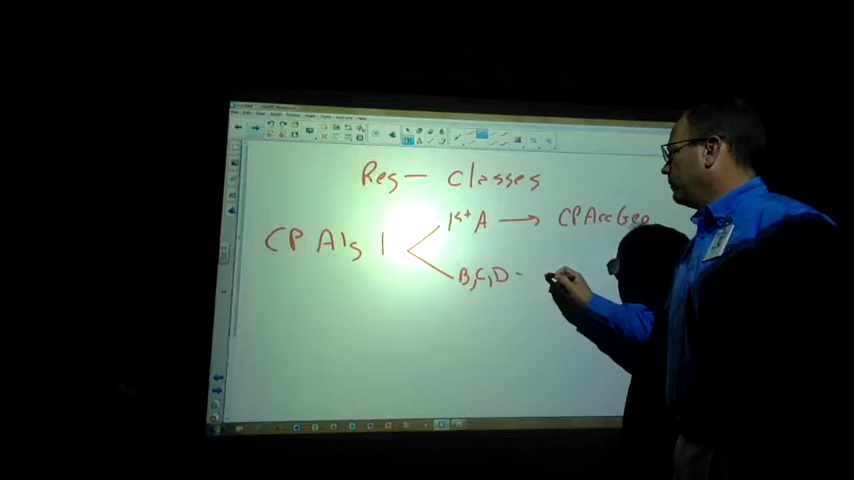 Reg - Classes
1st A → CP Acc Geo
CP Alg 1
B, C, D -